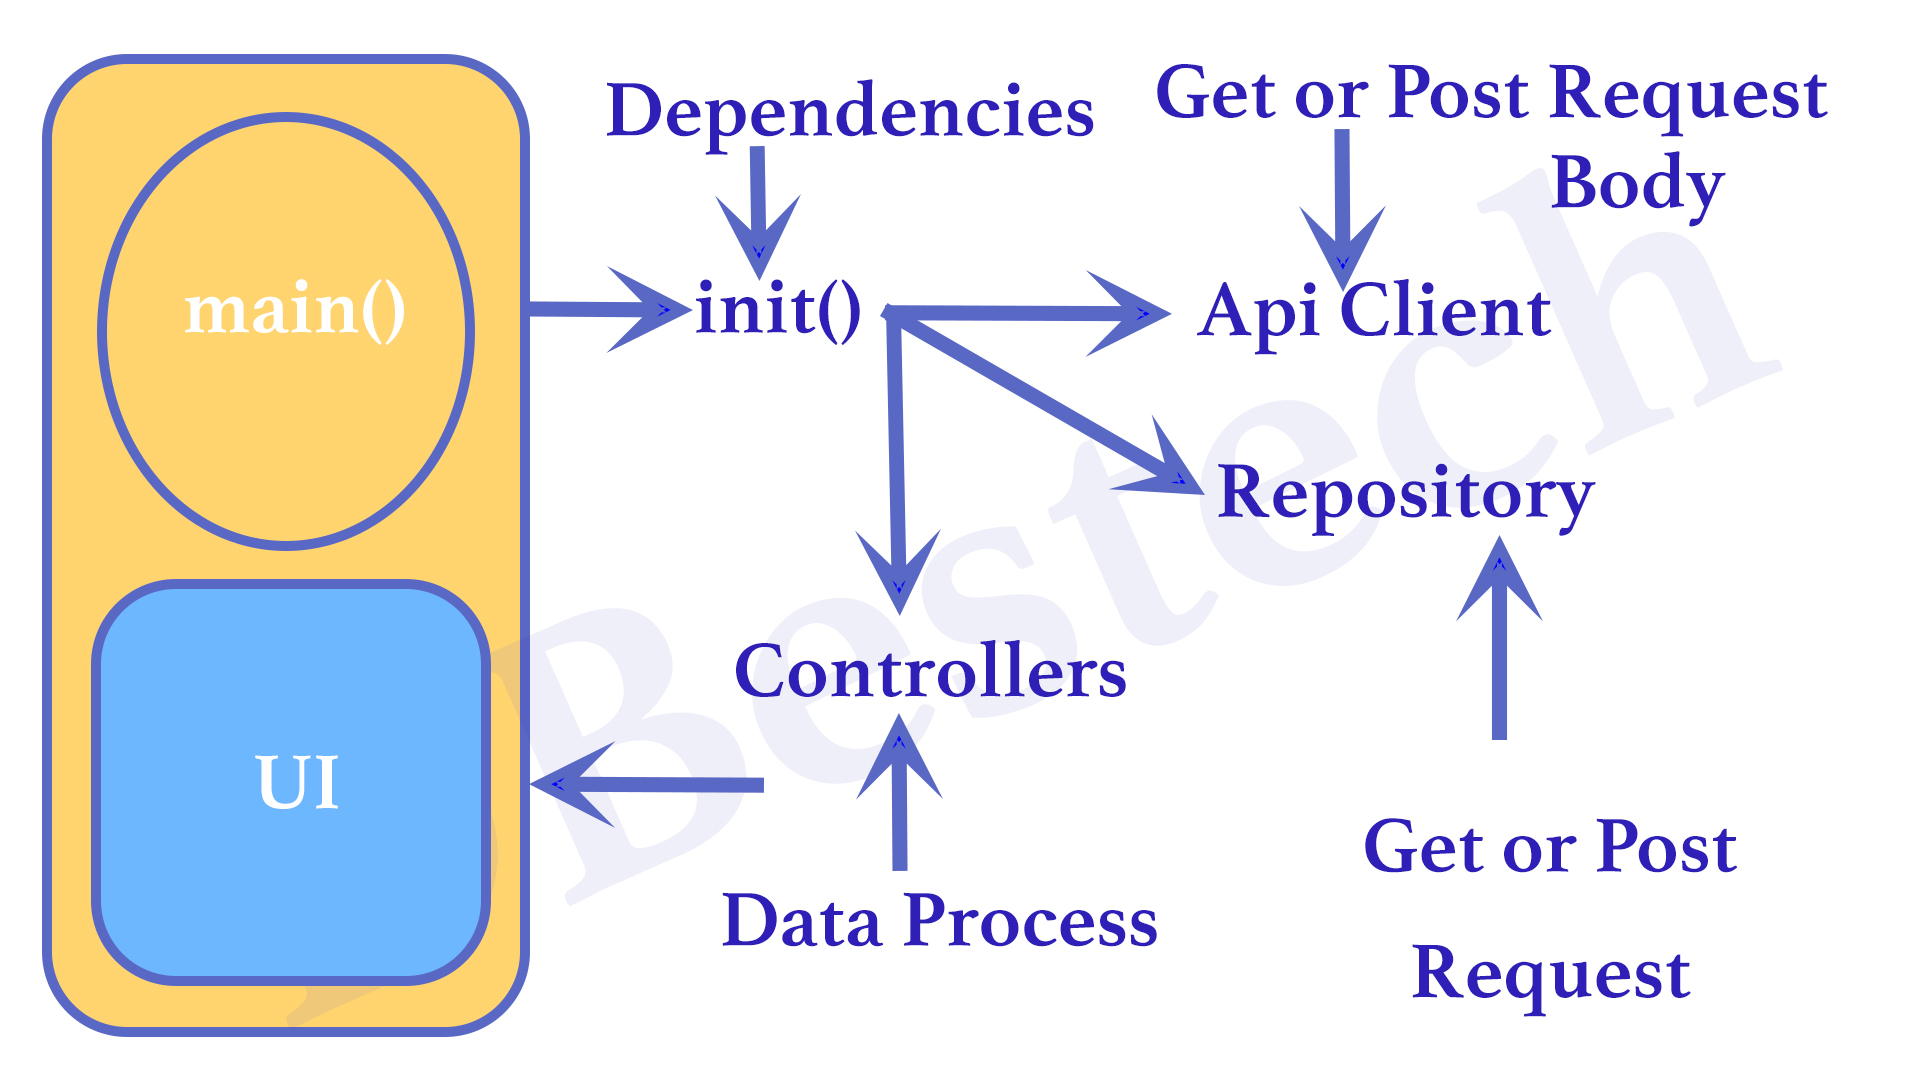 Dependencies
Get or Post Request
Body
main()
init()
Api Client
Repository
Controllers
UI
Get or Post
Data Process
Request
Bestech